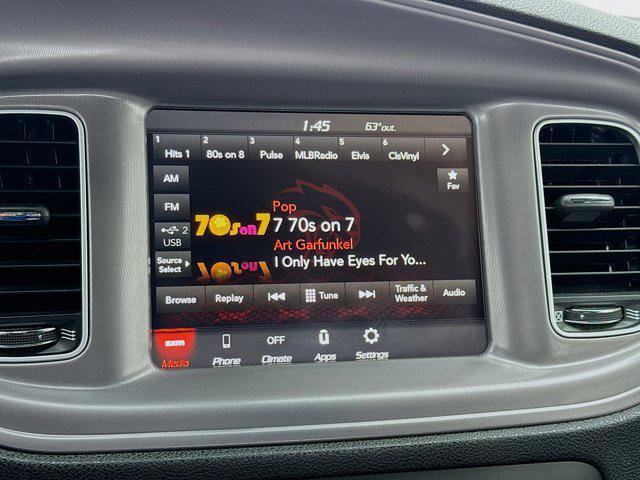 1:45 63°out.
1 2 3 4 5 6
Hits 1 80s on 8 Pulse MLBRadio Elvis ClsVinyl
AM
Fav
FM
Pop
70s on 7 7 70s on 7
2
USB
Art Garfunkel
Source
Select
I Only Have Eyes For Yo...
Browse Replay Tune Traffic & Weather Audio
sxm OFF
Media Phone Climate Apps Settings